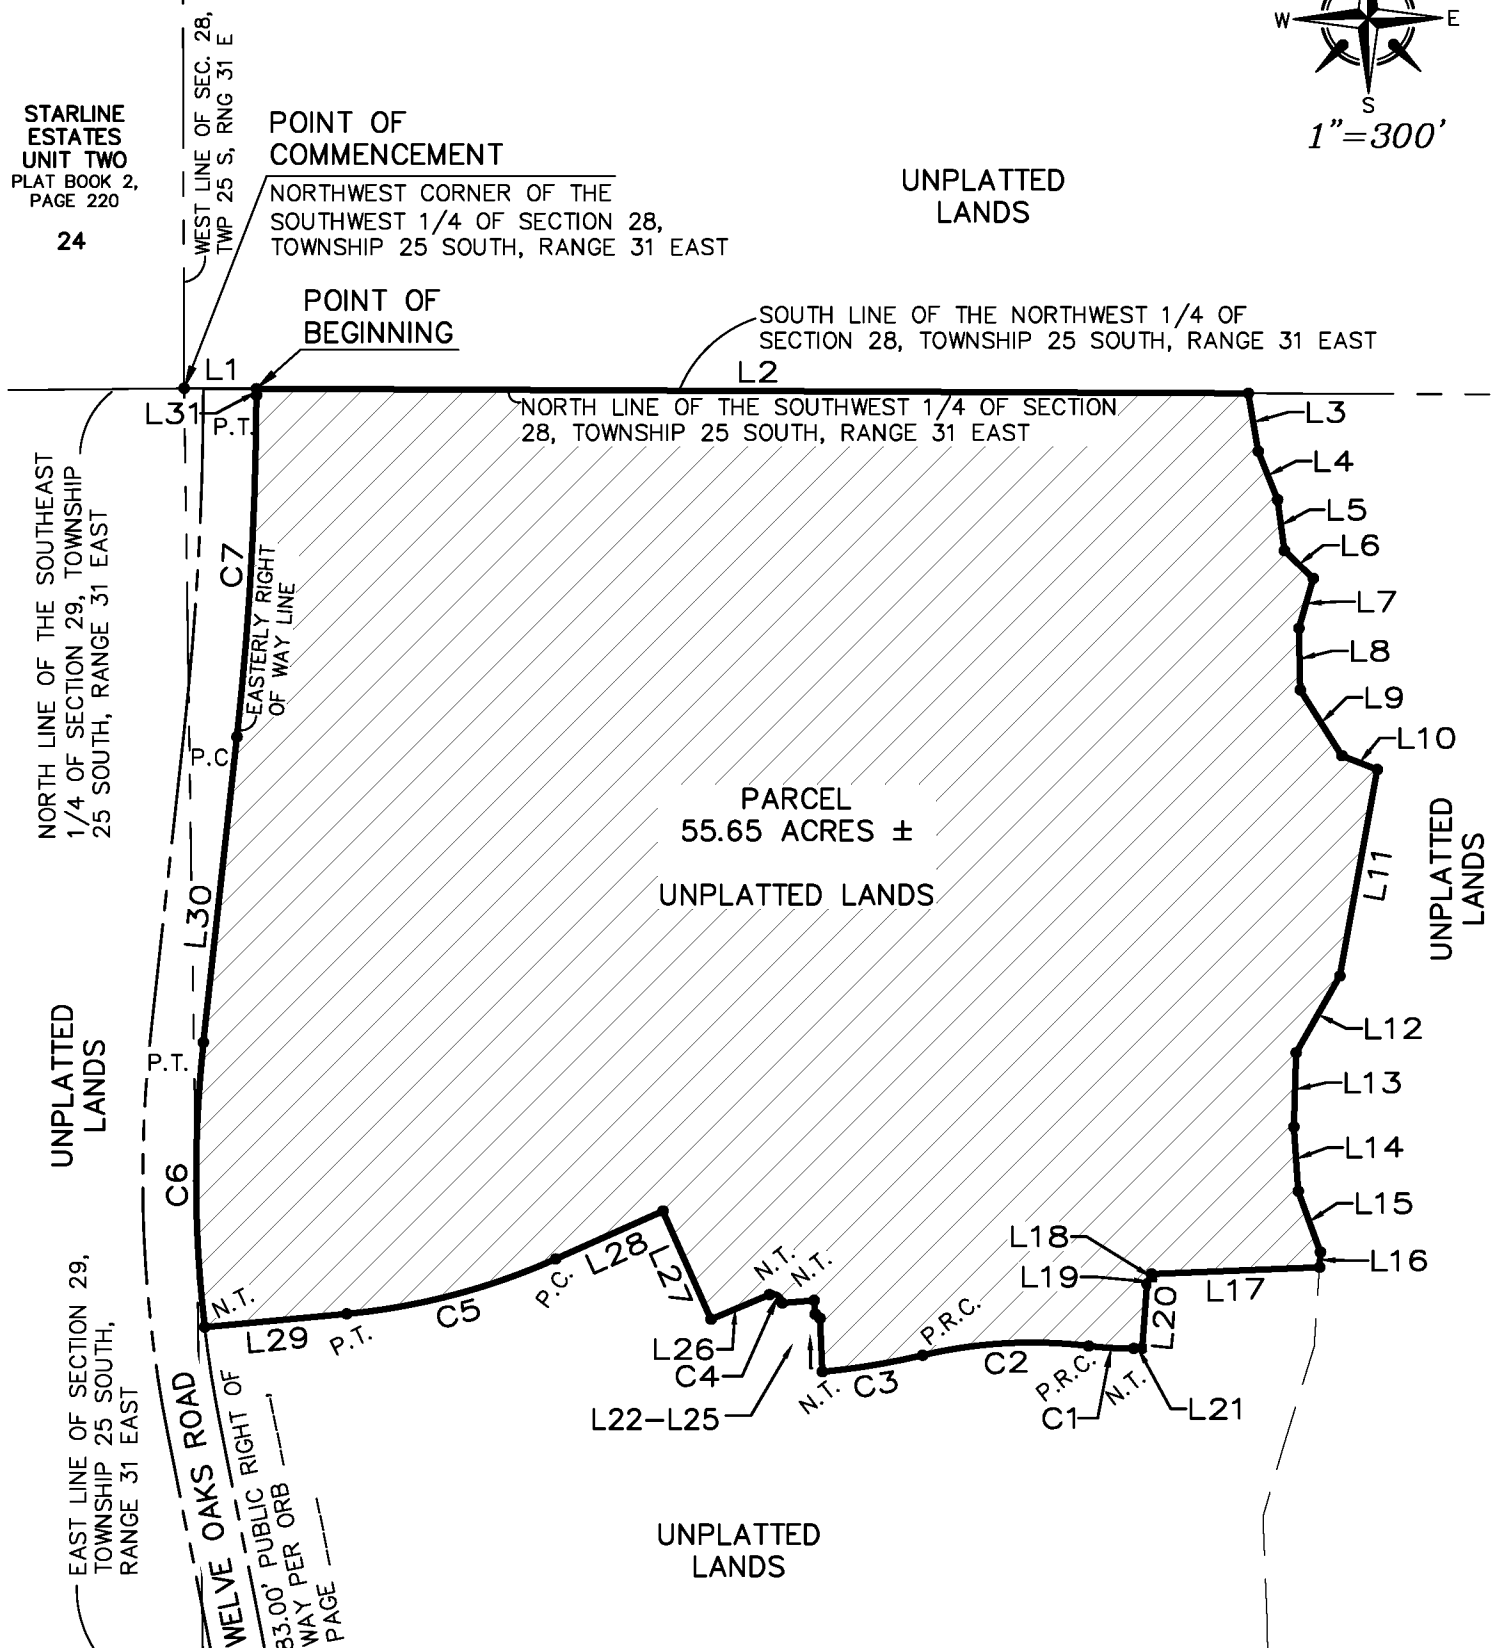 W
E
S
1"=300'
STARLINE
ESTATES
UNIT TWO
PLAT BOOK 2,
PAGE 220
24
WEST LINE OF SEC. 28,
TWP 25 S, RNG 31 E
POINT OF
COMMENCEMENT
NORTHWEST CORNER OF THE
SOUTHWEST 1/4 OF SECTION 28,
TOWNSHIP 25 SOUTH, RANGE 31 EAST
UNPLATTED
LANDS
POINT OF
BEGINNING
SOUTH LINE OF THE NORTHWEST 1/4 OF
SECTION 28, TOWNSHIP 25 SOUTH, RANGE 31 EAST
L1
L2
L31
P.T.
NORTH LINE OF THE SOUTHWEST 1/4 OF SECTION
28, TOWNSHIP 25 SOUTH, RANGE 31 EAST
L3
L4
L5
L6
L7
L8
L9
L10
NORTH LINE OF THE SOUTHEAST
1/4 OF SECTION 29, TOWNSHIP
25 SOUTH, RANGE 31 EAST
C7
EASTERLY RIGHT
OF WAY LINE
P.C
PARCEL
55.65 ACRES ±
UNPLATTED LANDS
L11
UNPLATTED
LANDS
L30
L12
UNPLATTED
LANDS
P.T.
L13
L14
C6
L15
L16
L17
L18
L19
L20
L21
N.T.
L29
P.T.
C5
P.C.
L28
L27
N.T.
N.T.
L26
C4
L22-L25
N.T.
C3
P.R.C.
C2
P.R.C.
C1
N.T.
EAST LINE OF SECTION 29,
TOWNSHIP 25 SOUTH,
RANGE 31 EAST
WELVE OAKS ROAD
83.00' PUBLIC RIGHT OF
WAY PER ORB
PAGE
UNPLATTED
LANDS